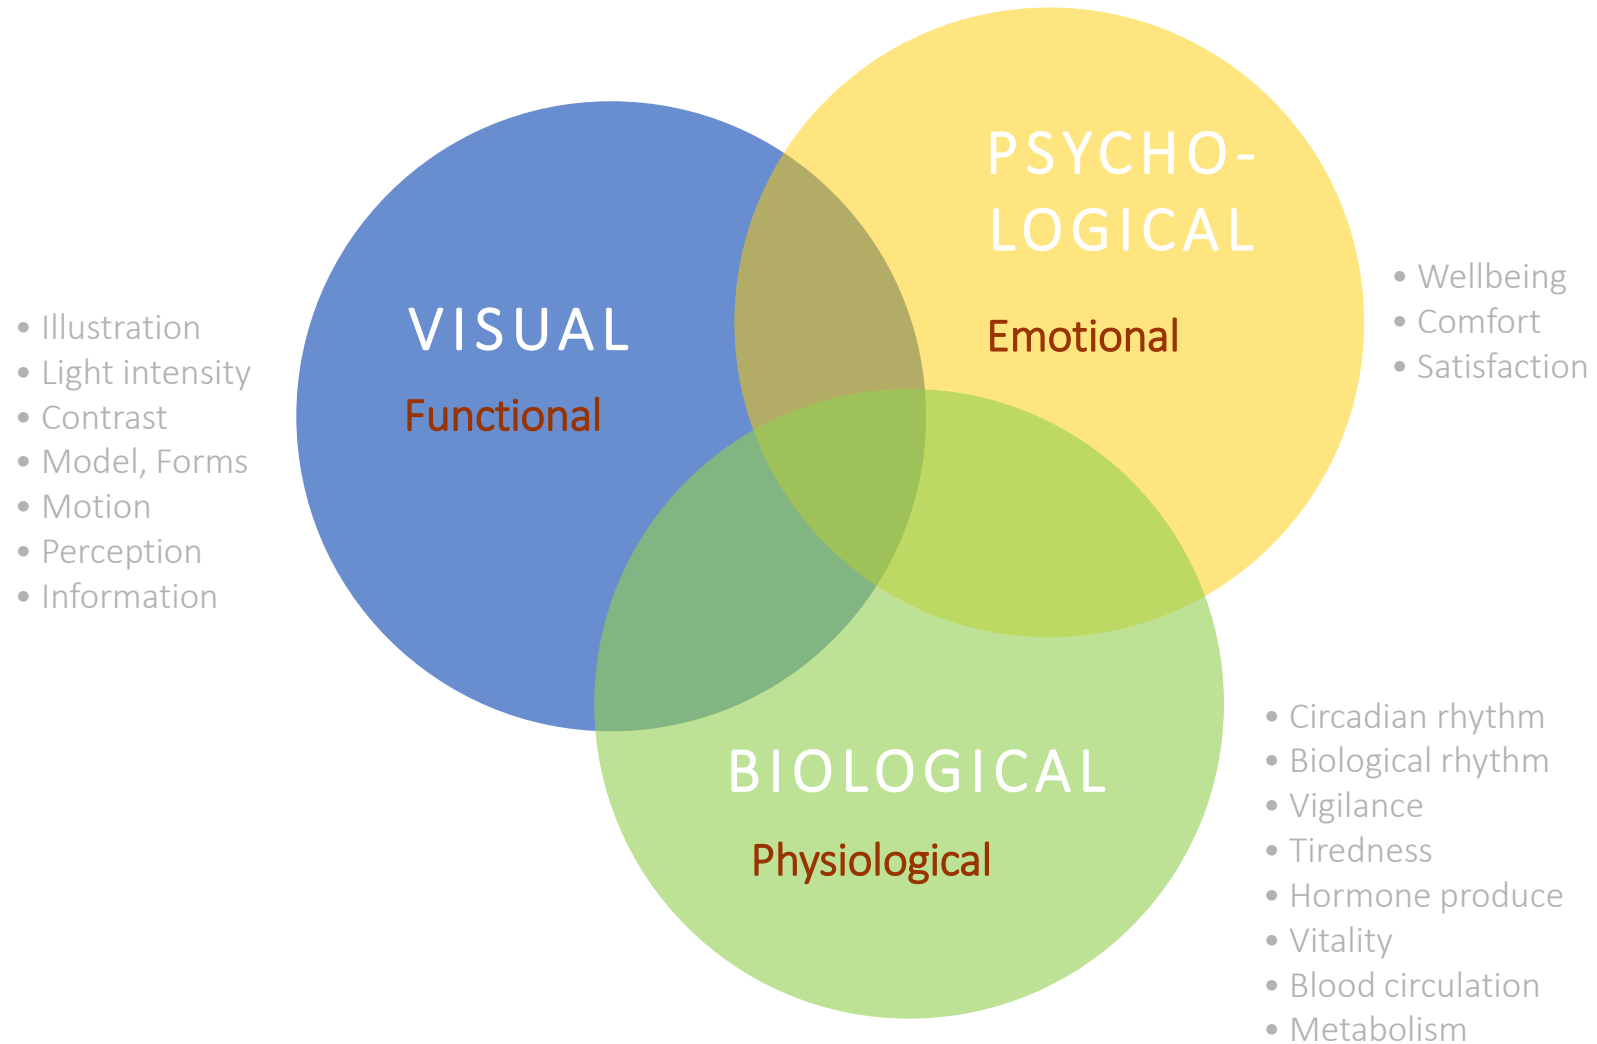 VISUAL
Functional
• Illustration
• Light intensity
• Contrast
• Model, Forms
• Motion
• Perception
• Information
PSYCHO-
LOGICAL
Emotional
• Wellbeing
• Comfort
• Satisfaction
BIOLOGICAL
Physiological
• Circadian rhythm
• Biological rhythm
• Vigilance
• Tiredness
• Hormone produce
• Vitality
• Blood circulation
• Metabolism